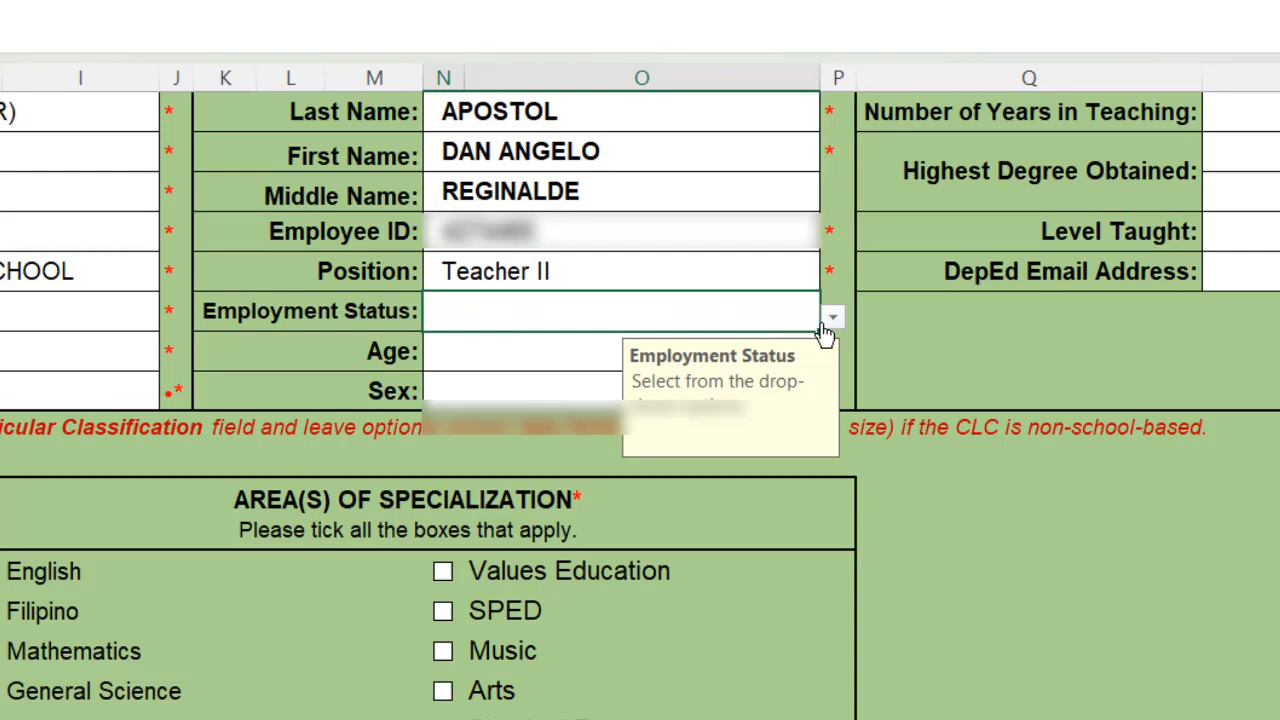 I J K L M N O P Q
R) * Last Name: APOSTOL * Number of Years in Teaching:
* First Name: DAN ANGELO *
Highest Degree Obtained:
* Middle Name: REGINALDE
* Employee ID: * Level Taught:
CHOOL * Position: Teacher II * DepEd Email Address:
* Employment Status:
* Age:
Employment Status
Select from the drop-
•* Sex:
icular Classification field and leave size) if the CLC is non-school-based.
AREA(S) OF SPECIALIZATION*
Please tick all the boxes that apply.
English Values Education
Filipino SPED
Mathematics Music
General Science Arts